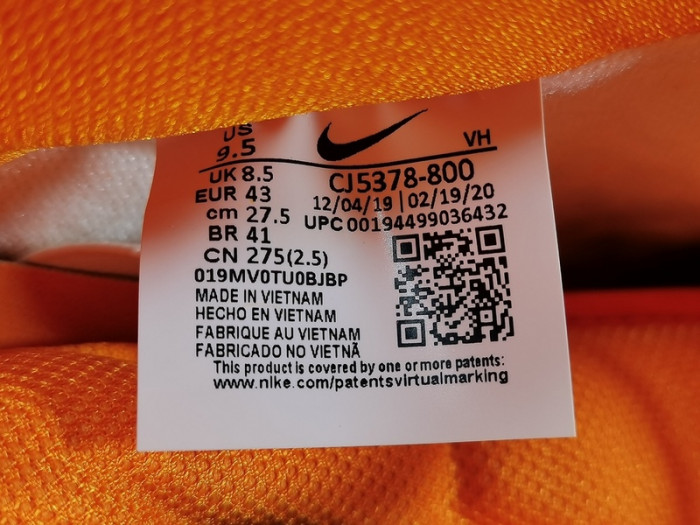 US
9.5
VH
UK 8.5
CJ5378-800
EUR 43
12/04/19 | 02/19/20
cm 27.5
UPC 00194499036432
BR 41
CN 275(2.5)
019MV0TU0BJBP
MADE IN VIETNAM
HECHO EN VIETNAM
FABRIQUE AU VIETNAM
FABRICADO NO VIETNÃ
This product is covered by one or more patents:
www.nike.com/patentsvirtualmarking